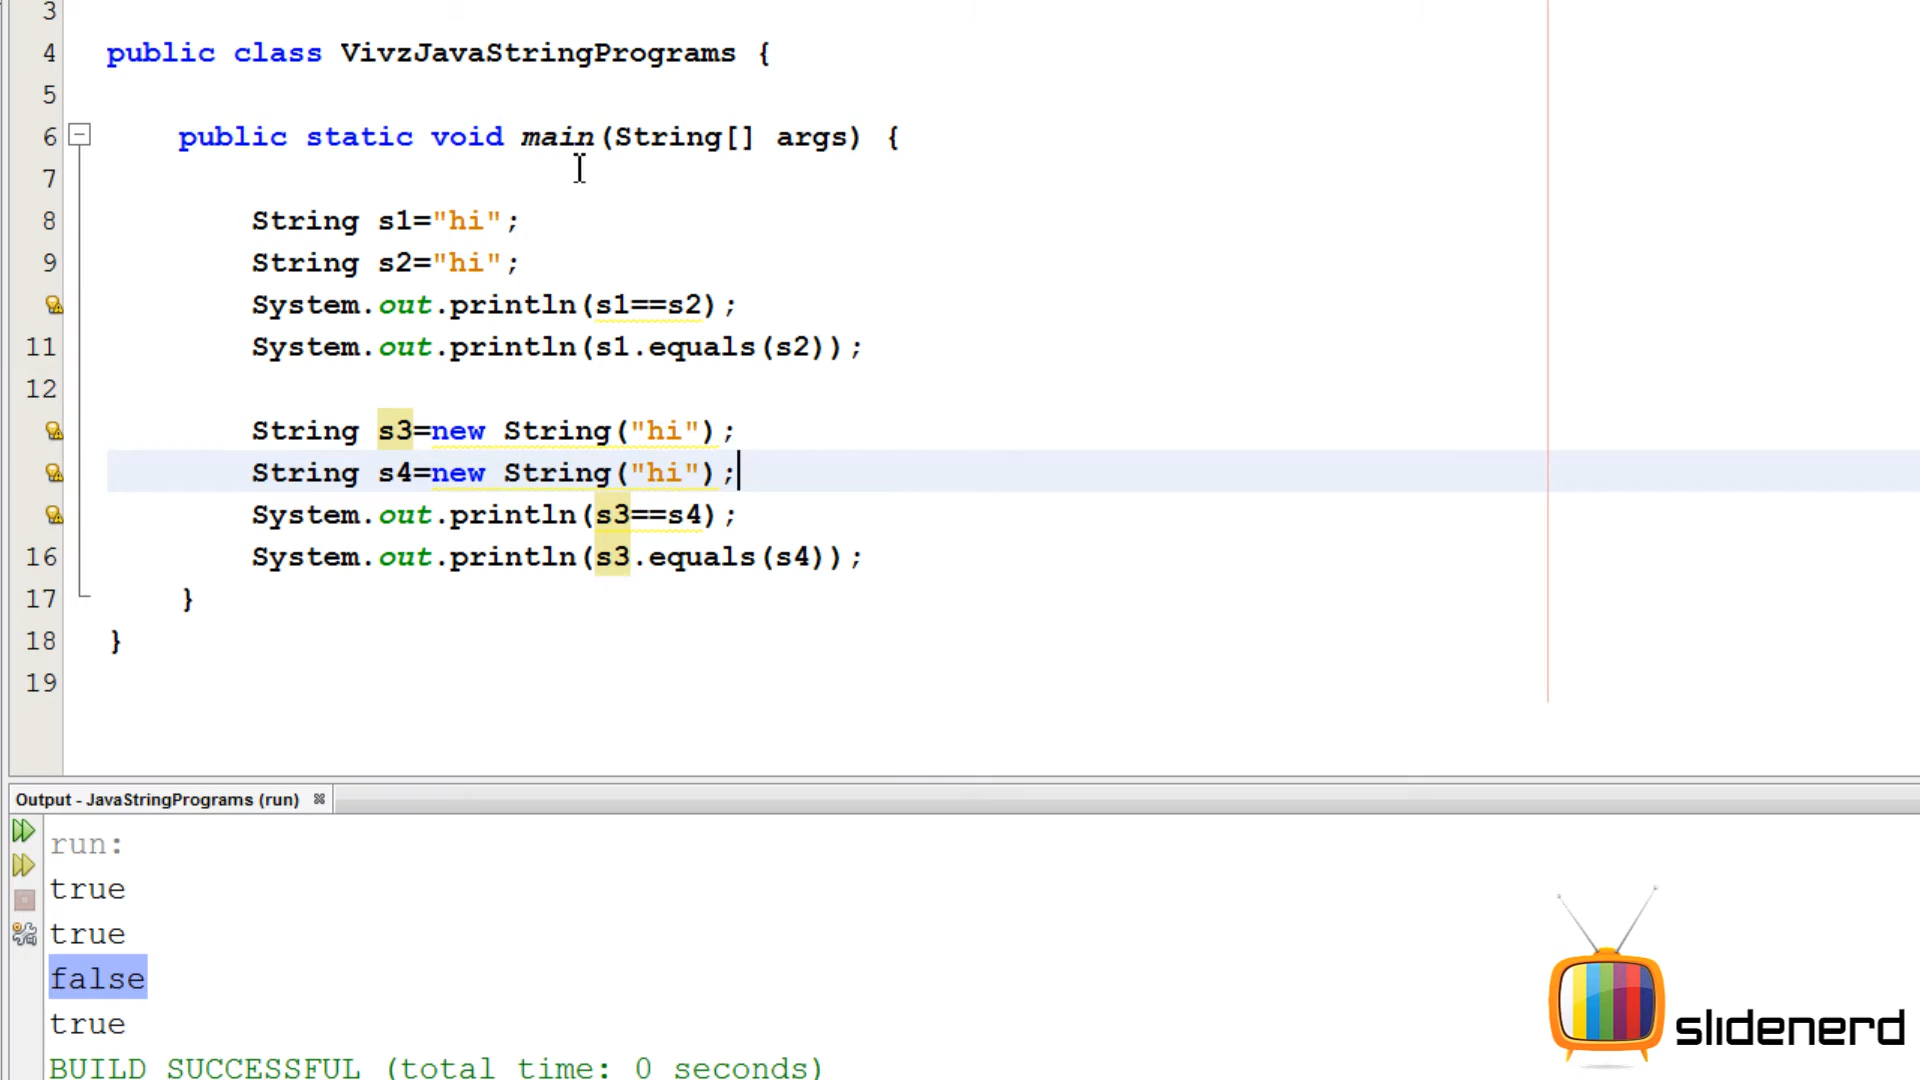 3
4 public class VivzJavaStringPrograms {
5
6 public static void main(String[] args) {
7
8 String s1="hi";
9 String s2="hi";
System.out.println(s1==s2);
11 System.out.println(s1.equals(s2));
12
String s3=new String("hi");
String s4=new String("hi");
System.out.println(s3==s4);
16 System.out.println(s3.equals(s4));
17 }
18 }
19
Output - JavaStringPrograms (run)
run:
true
true
false
true
BUILD SUCCESSFUL (total time: 0 seconds)
slidenerd